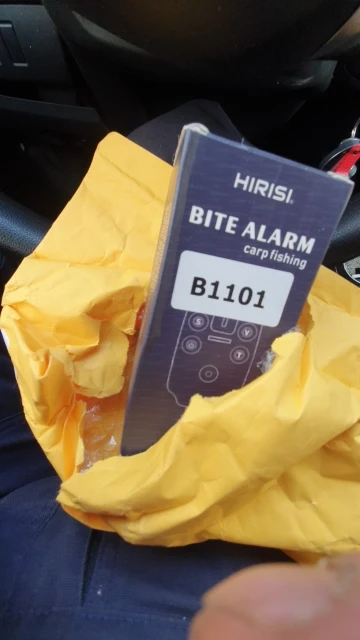 HIRISI.
BITE ALARM
carp fishing
B1101
S V
T